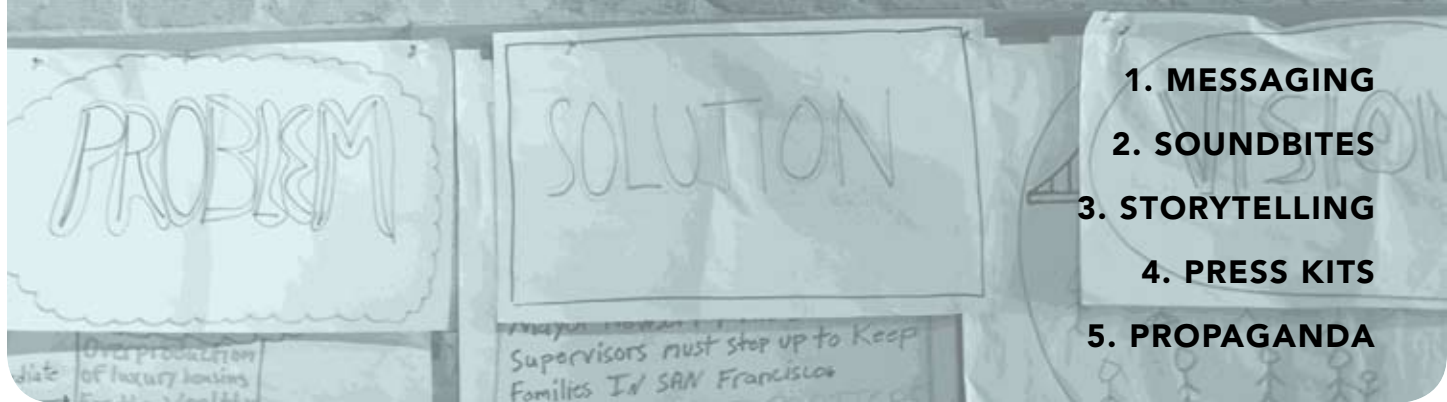 PROBLEM
SOLUTION
VISION
1. MESSAGING
2. SOUNDBITES
3. STORYTELLING
4. PRESS KITS
5. PROPAGANDA
Overproduction
of luxury housing
Supervisors must step up to Keep
Families IN SAN Francisco